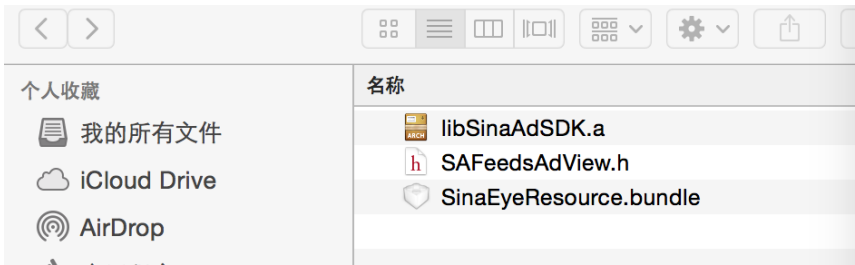 个人收藏
我的所有文件
iCloud Drive
AirDrop
名称
ARCH
libSinaAdSDK.a
h
SAFeedsAdView.h
SinaEyeResource.bundle